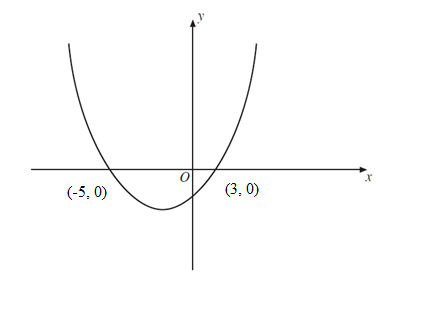 y
O
x
(-5, 0)
(3, 0)